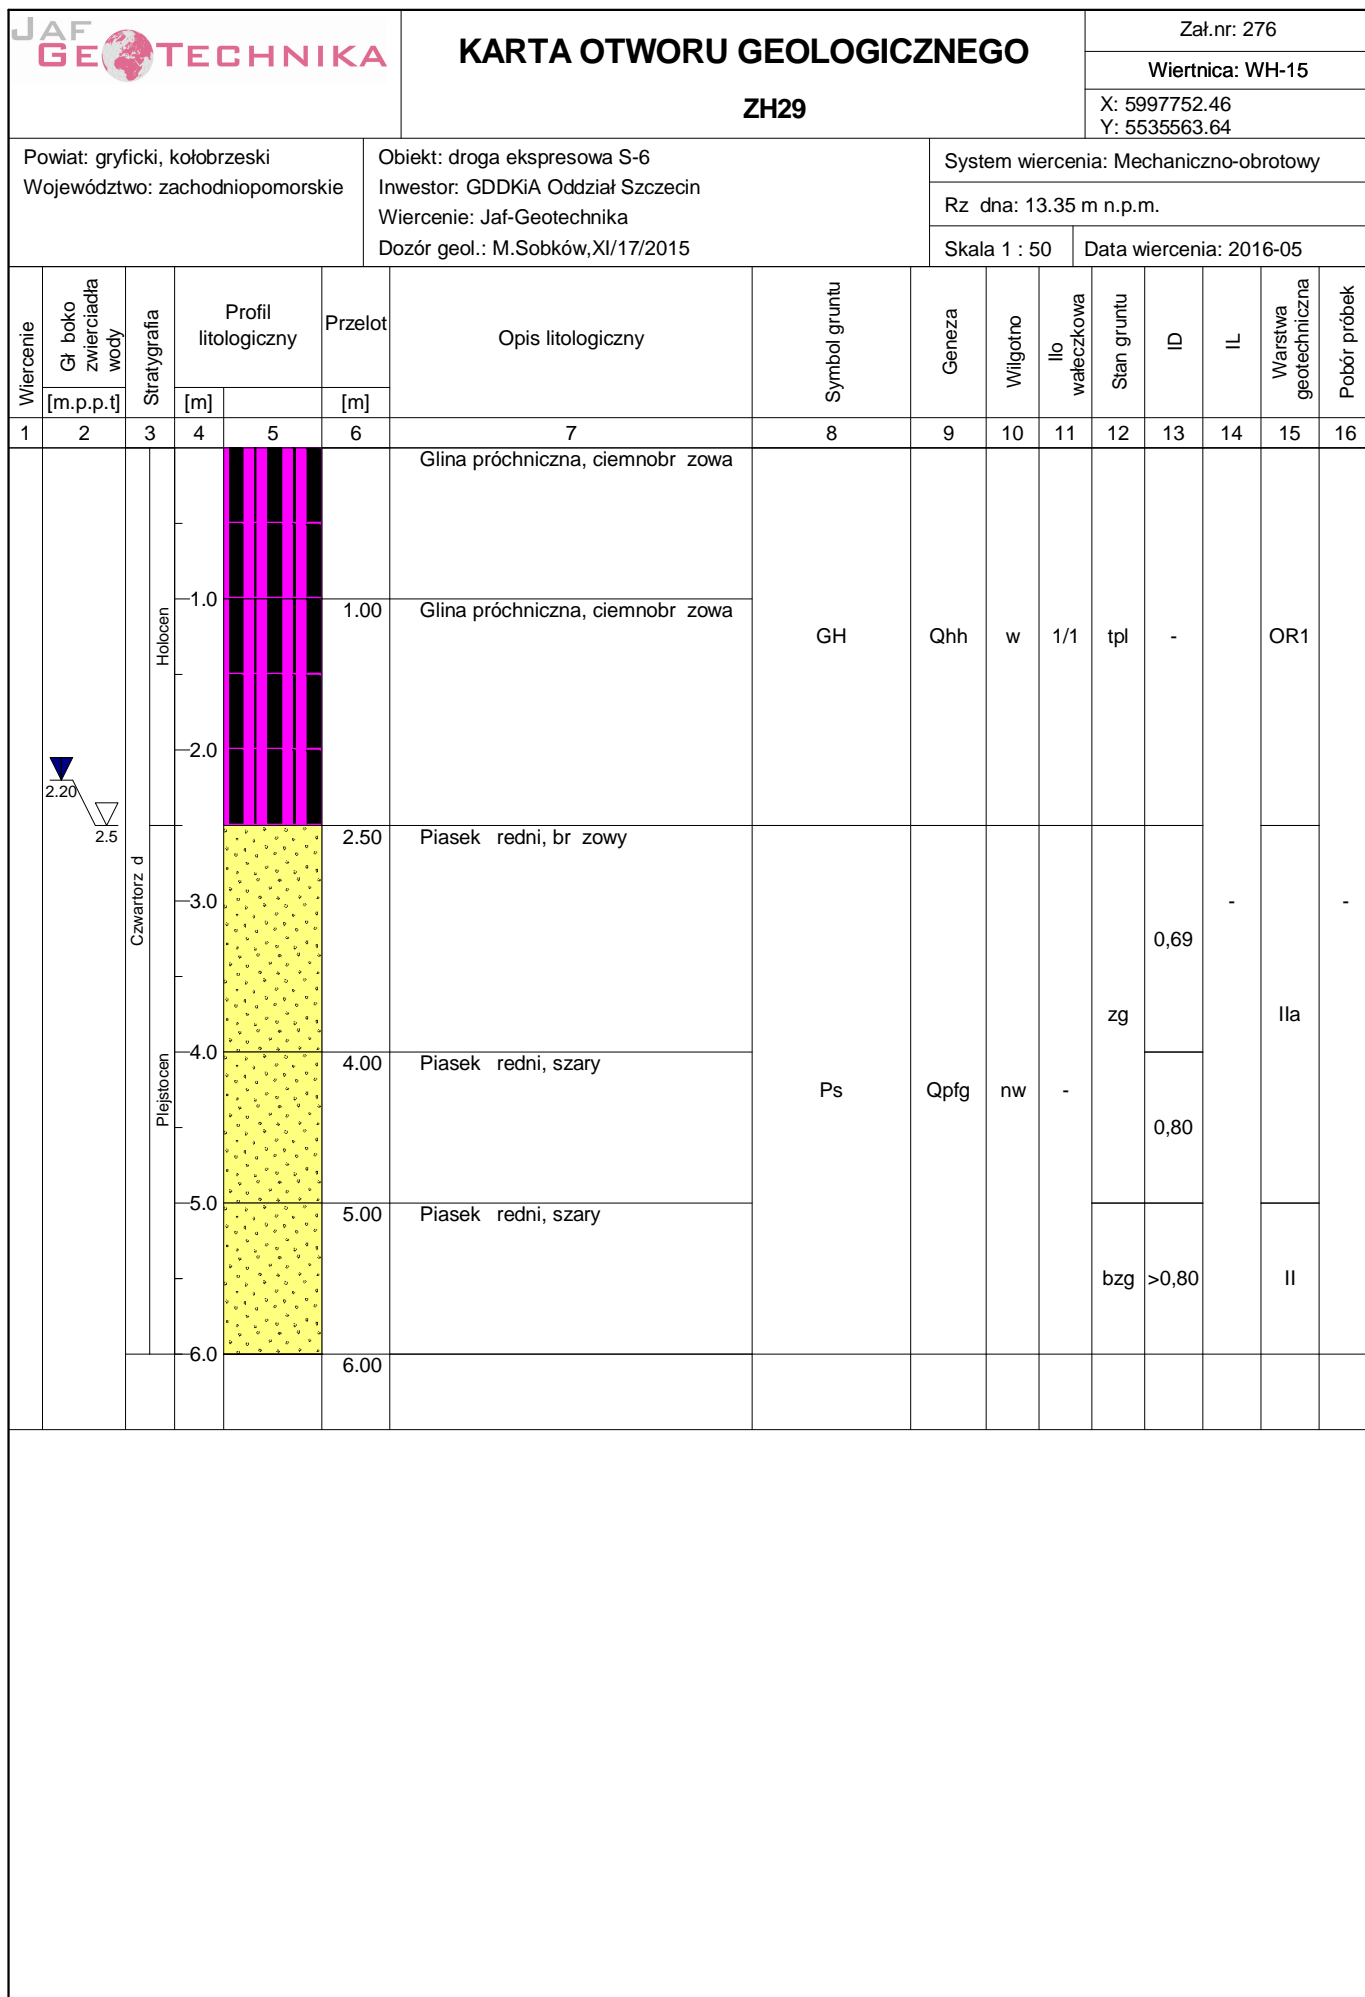 JAF
GEOTECHNIKA
KARTA OTWORU GEOLOGICZNEGO
ZH29
Zał.nr: 276
Wiertnica: WH-15
X: 5997752.46
Y: 5535563.64
Powiat: gryficki, kołobrzeski
Województwo: zachodniopomorskie
Obiekt: droga ekspresowa S-6
Inwestor: GDDKiA Oddział Szczecin
Wiercenie: Jaf-Geotechnika
Dozór geol.: M.Sobków,XI/17/2015
System wiercenia: Mechaniczno-obrotowy
Rz dna: 13.35 m n.p.m.
Skala 1 : 50
Data wiercenia: 2016-05
Wiercenie
Gł boko
zwierciadła
wody
[m.p.p.t]
Stratygrafia
Profil
litologiczny
[m]
Przelot
[m]
Opis litologiczny
Symbol gruntu
Geneza
Wilgotno
Ilo
wałeczkowa
Stan gruntu
ID
IL
Warstwa
geotechniczna
Pobór próbek
1 2 3 4 5 6 7 8 9 10 11 12 13 14 15 16
Glina próchniczna, ciemnobr zowa
1.0
1.00
Glina próchniczna, ciemnobr zowa
Holocen
GH Qhh w 1/1 tpl - OR1
2.0
2.20
2.5
2.50
Piasek redni, br zowy
Czwartorz d
3.0
- -
0,69
zg IIa
4.0
4.00
Piasek redni, szary
Plejstocen
Ps Qpfg nw -
0,80
5.0
5.00
Piasek redni, szary
bzg >0,80 II
6.0
6.00